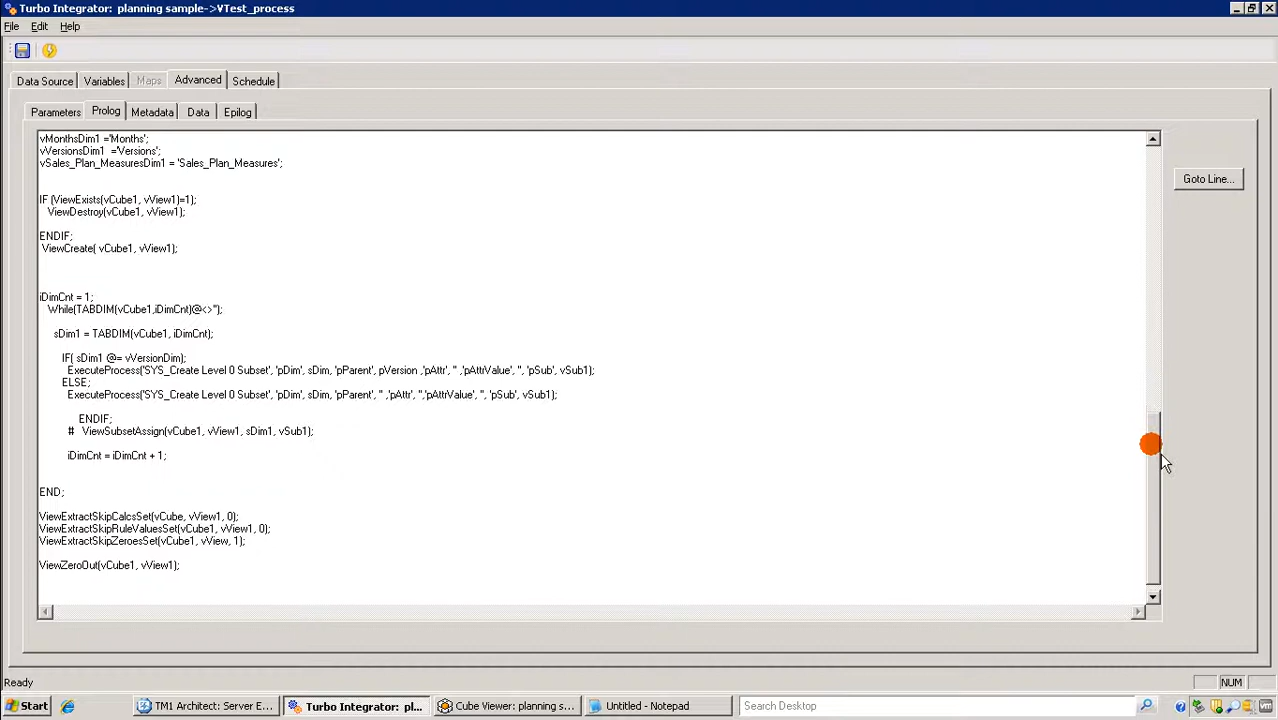 Turbo Integrator: planning sample->VTest_process
File Edit Help
Data Source Variables Maps Advanced Schedule
Parameters Prolog Metadata Data Epilog
vMonthsDim1 ='Months';
vVersionsDim1 ='Versions';
vSales_Plan_MeasuresDim1 = 'Sales_Plan_Measures';
Goto Line...
IF (ViewExists(vCube1, vView1)=1);
ViewDestroy(vCube1, vView1);
ENDIF;
ViewCreate( vCube1, vView1);
iDimCnt = 1;
While(TABDIM(vCube1,iDimCnt)@<>'');
sDim1 = TABDIM(vCube1, iDimCnt);
IF( sDim1 @= vVersionDim);
ExecuteProcess('SYS_Create Level 0 Subset', 'pDim', sDim, 'pParent', pVersion ,'pAttr', '' ,'pAttrValue', '', 'pSub', vSub1);
ELSE;
ExecuteProcess('SYS_Create Level 0 Subset', 'pDim', sDim, 'pParent', '' ,'pAttr', '','pAttrValue', '', 'pSub', vSub1);
ENDIF;
# ViewSubsetAssign(vCube1, vView1, sDim1, vSub1);
iDimCnt = iDimCnt + 1;
END;
ViewExtractSkipCalcsSet(vCube, vView1, 0);
ViewExtractSkipRuleValuesSet(vCube1, vView1, 0);
ViewExtractSkipZeroesSet(vCube1, vView, 1);
ViewZeroOut(vCube1, vView1);
Ready
NUM
Start TM1 Architect: Server E... Turbo Integrator: pl... Cube Viewer: planning ... Untitled - Notepad Search Desktop